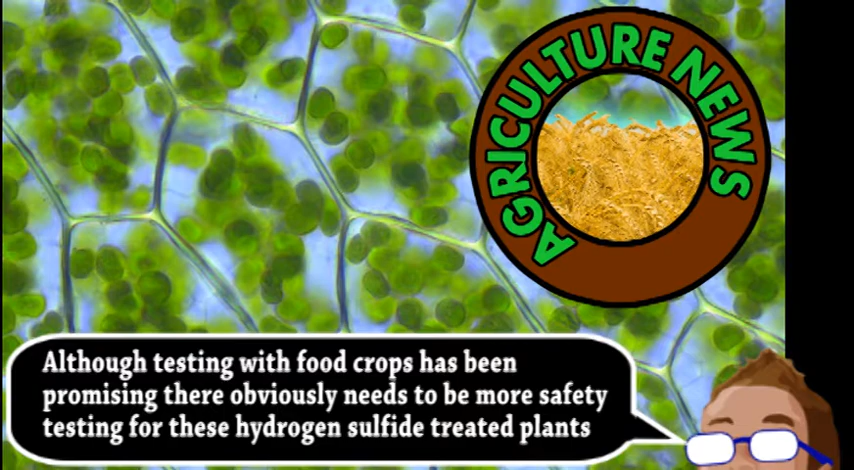 AGRICULTURE NEWS
Although testing with food crops has been
promising there obviously needs to be more safety
testing for these hydrogen sulfide treated plants